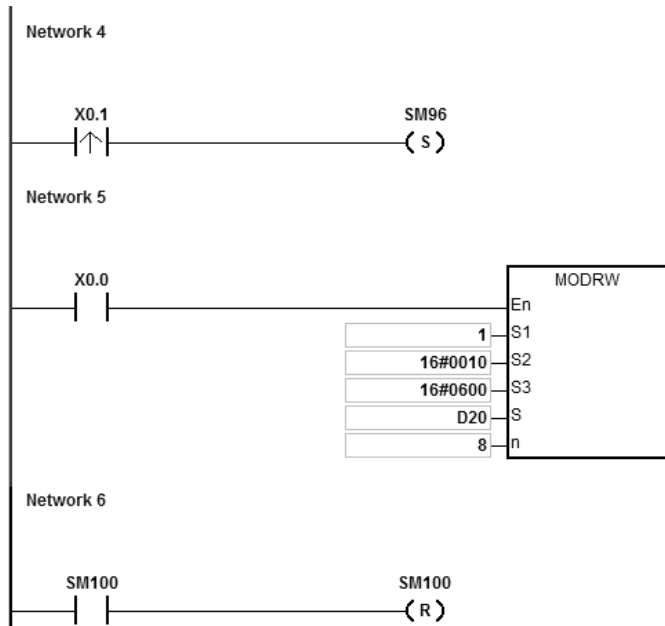 Network 4
X0.1 SM96
( S )
Network 5
X0.0 MODRW
En
1 S1
16#0010 S2
16#0600 S3
D20 S
8 n
Network 6
SM100 SM100
( R )